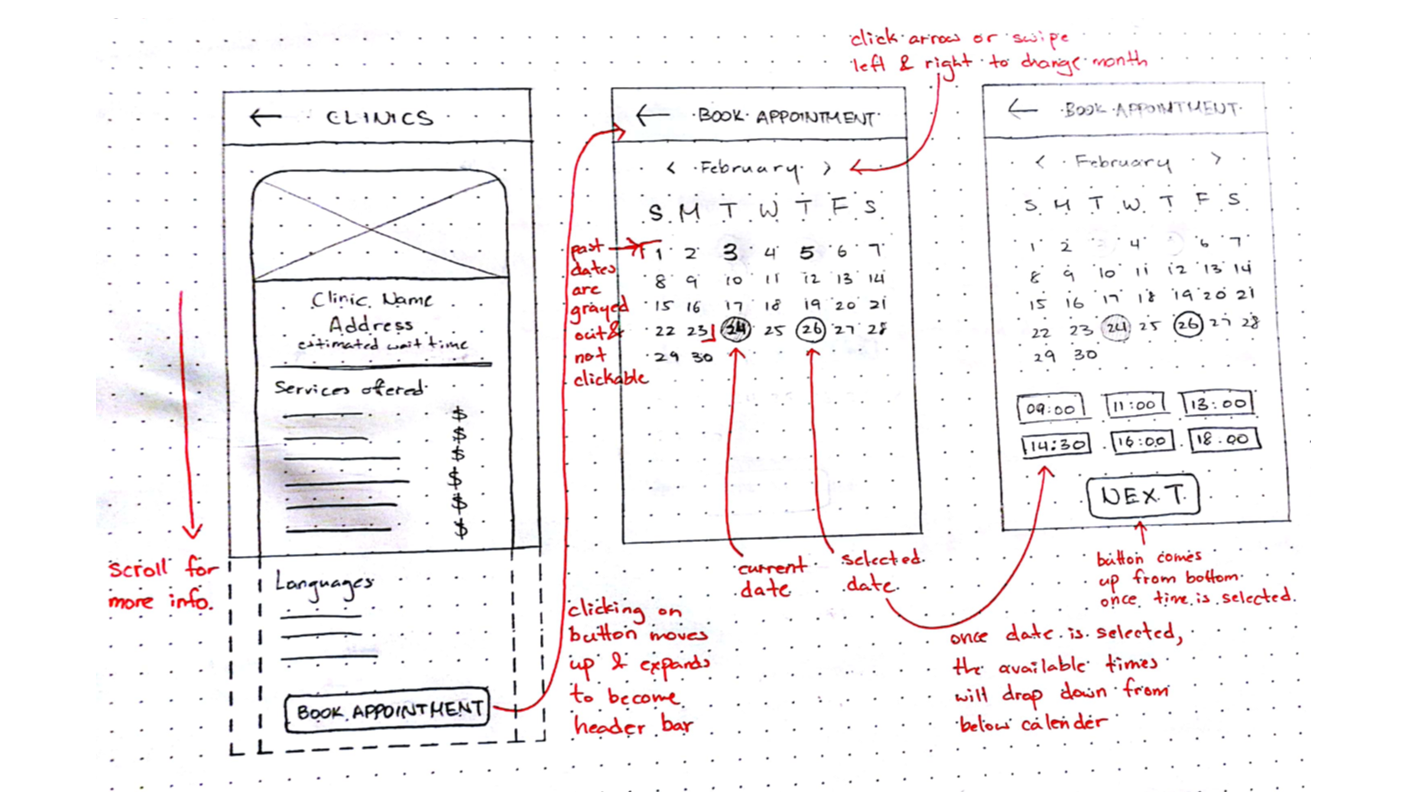 click arrow or swipe
left & right to change month
← CLINICS
Clinic Name
Address
estimated wait time
Services offered
$
$
$
$
$
$
Languages
BOOK APPOINTMENT
scroll for
more info.
← BOOK APPOINTMENT
< February >
S M T W T F S
1 2 3 4 5 6 7
8 9 10 11 12 13 14
15 16 17 18 19 20 21
22 23 24 25 26 27 28
29 30
past
dates
are
grayed
out &
not
clickable
current
date
selected
date
clicking on
button moves
up & expands
to become
header bar
← BOOK APPOINTMENT
< February >
S M T W T F S
1 2 4 6 7
8 9 10 11 12 13 14
15 16 17 18 19 20 21
22 23 24 25 26 27 28
29 30
09:00 11:00 13:00
14:30 16:00 18.00
NEXT
button comes
up from bottom
once time is selected.
once date is selected,
the available times
will drop down from
below calender